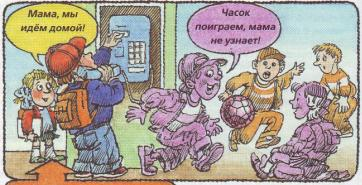 Мама, мы
идём домой!
Часок
поиграем, мама
не узнает!